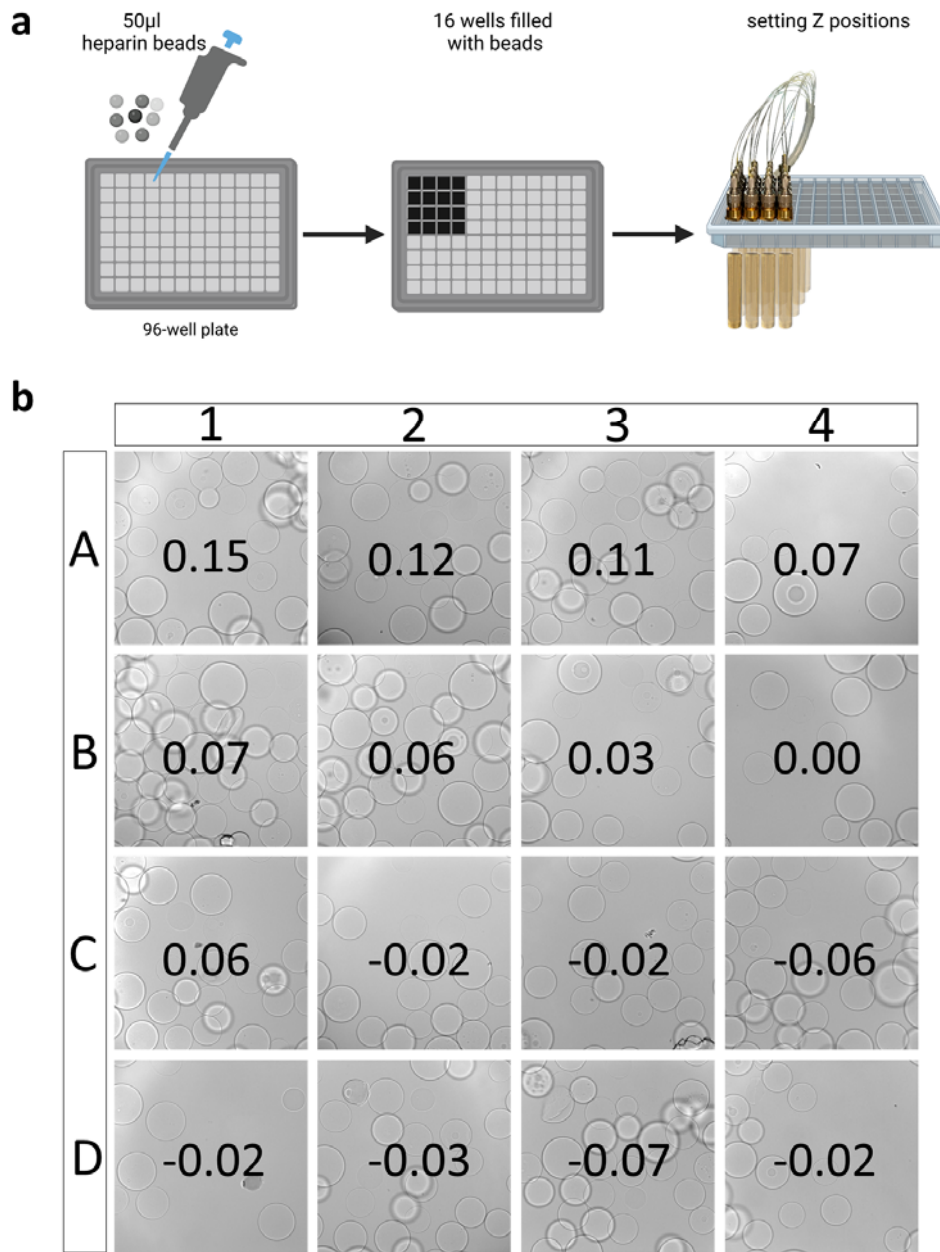 a
50µl
heparin beads
16 wells filled
with beads
setting Z positions
96-well plate
b
1 2 3 4
A 0.15 0.12 0.11 0.07
B 0.07 0.06 0.03 0.00
C 0.06 -0.02 -0.02 -0.06
D -0.02 -0.03 -0.07 -0.02